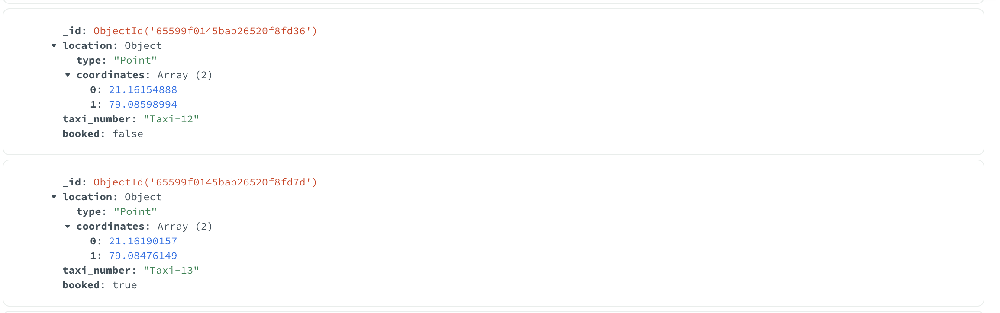 _id: ObjectId('65599f0145bab26520f8fd36')
location: Object
type: "Point"
coordinates: Array (2)
0: 21.16154888
1: 79.08598994
taxi_number: "Taxi-12"
booked: false
_id: ObjectId('65599f0145bab26520f8fd7d')
location: Object
type: "Point"
coordinates: Array (2)
0: 21.16190157
1: 79.08476149
taxi_number: "Taxi-13"
booked: true